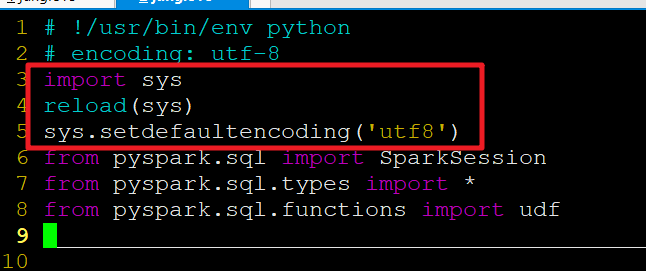 1 # !/usr/bin/env python
2 # encoding: utf-8
3 import sys
4 reload(sys)
5 sys.setdefaultencoding('utf8')
6 from pyspark.sql import SparkSession
7 from pyspark.sql.types import *
8 from pyspark.sql.functions import udf
9
10